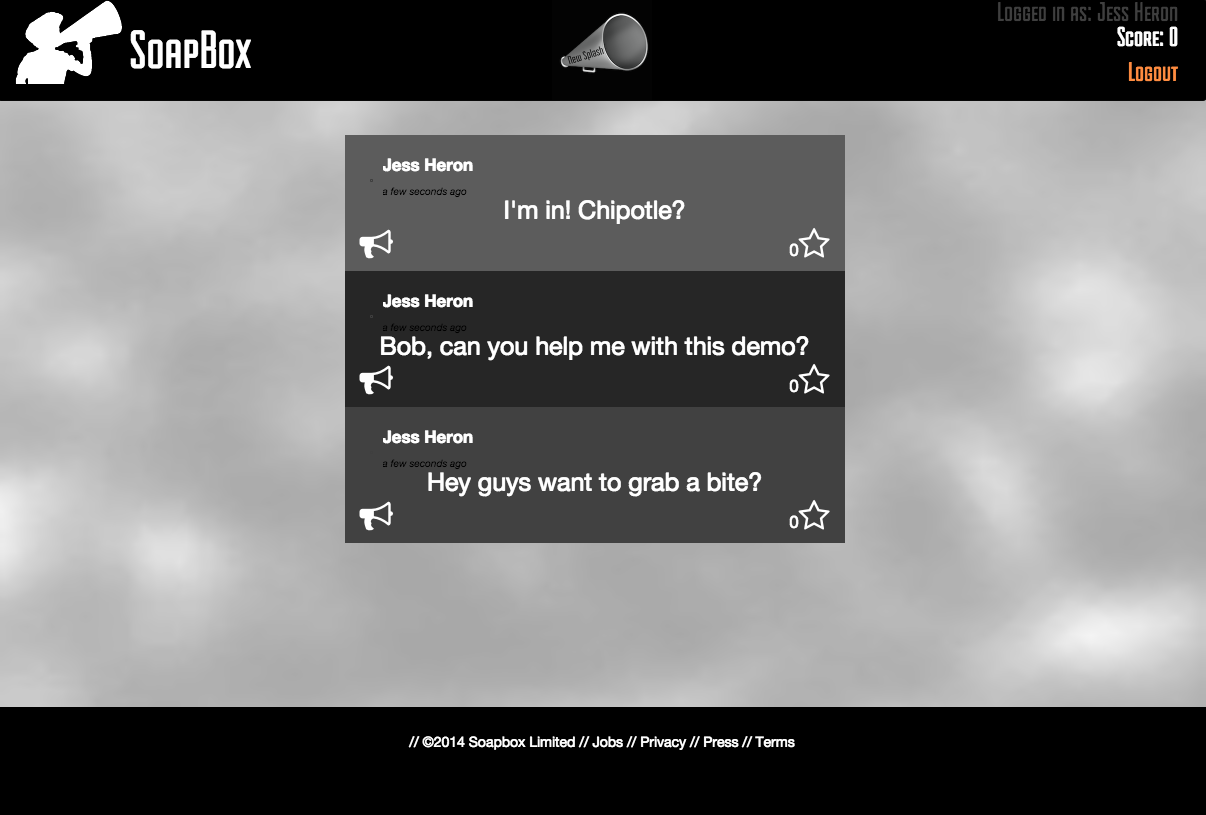 SoapBox
New Splash
Logged in as: Jess Heron
Score: 0
Logout
Jess Heron
a few seconds ago
I'm in! Chipotle?
0
Jess Heron
a few seconds ago
Bob, can you help me with this demo?
0
Jess Heron
a few seconds ago
Hey guys want to grab a bite?
0
// ©2014 Soapbox Limited // Jobs // Privacy // Press // Terms